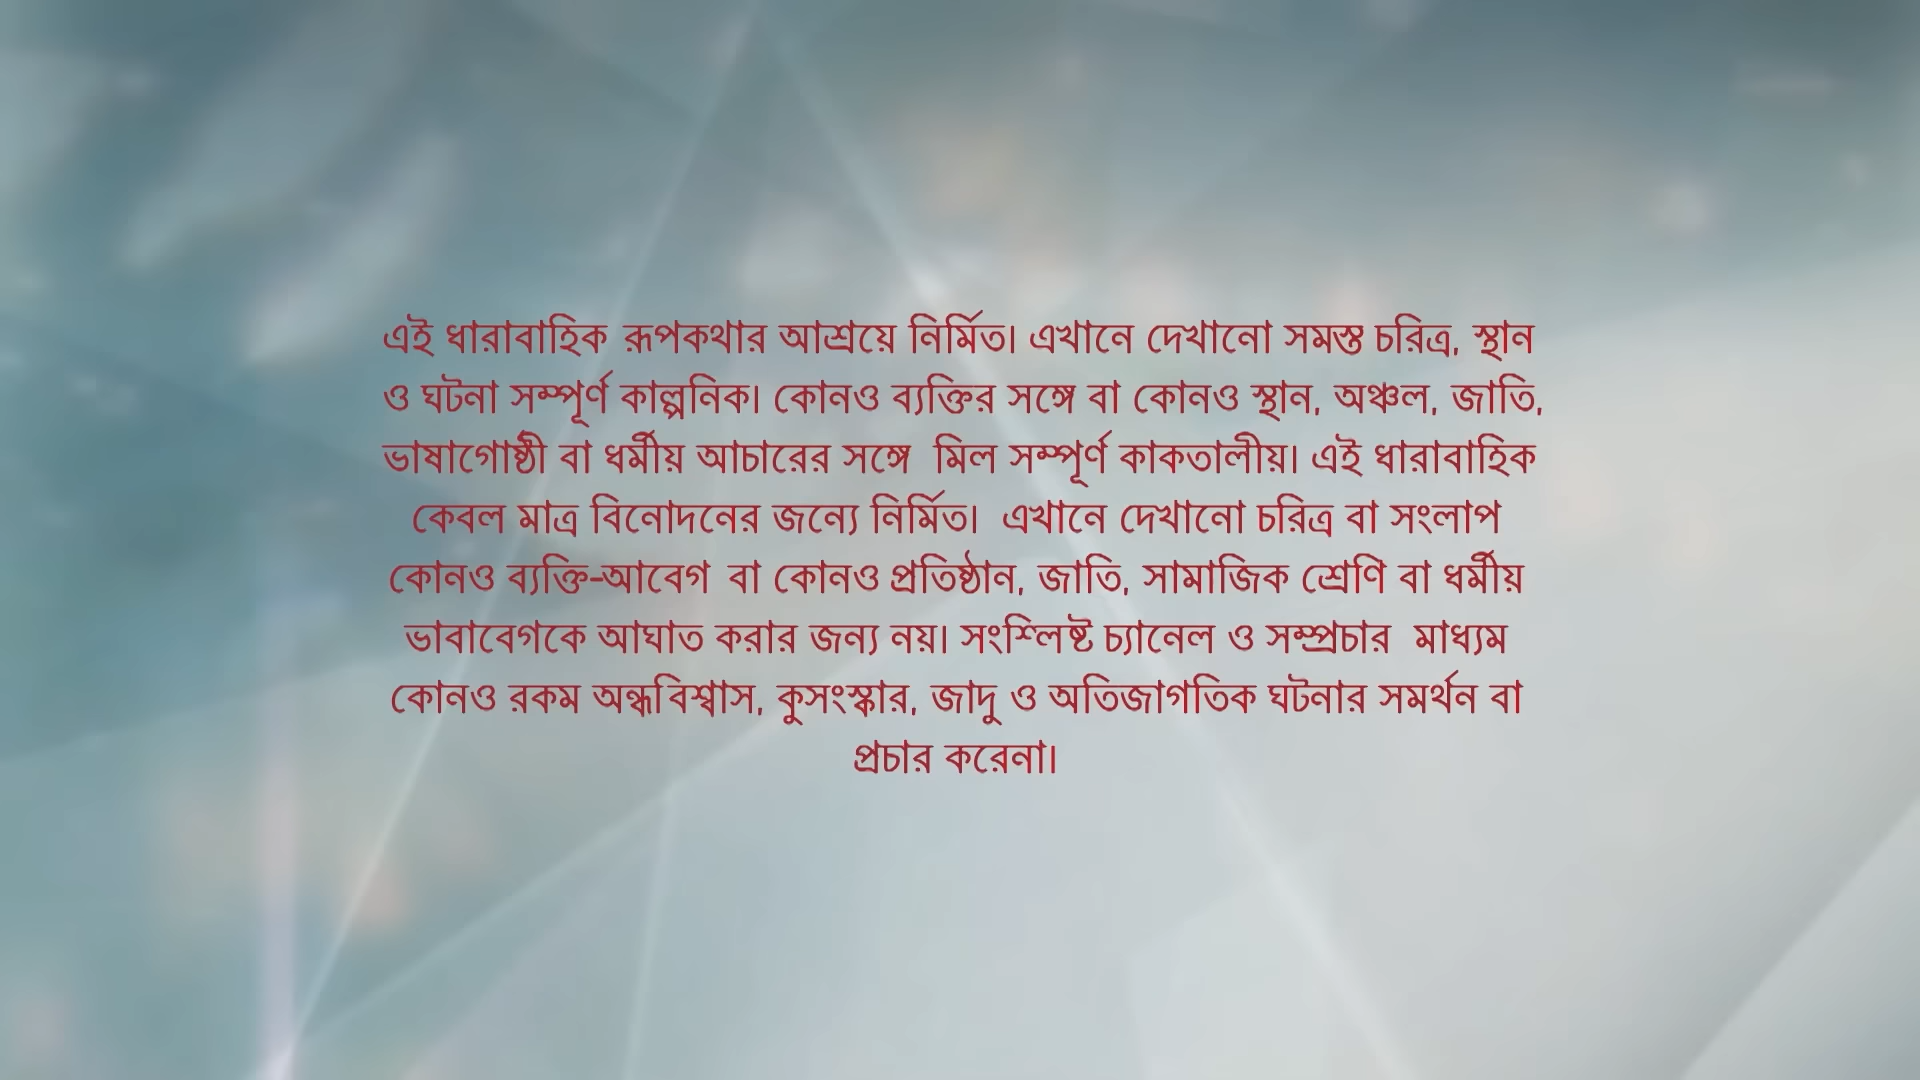 এই ধারাবাহিক রূপকথার আশ্রয়ে নির্মিত। এখানে দেখানো সমস্ত চরিত্র, স্থান
ও ঘটনা সম্পূর্ণ কাল্পনিক। কোনও ব্যক্তির সঙ্গে বা কোনও স্থান, অঞ্চল, জাতি,
ভাষাগোষ্ঠী বা ধর্মীয় আচারের সঙ্গে মিল সম্পূর্ণ কাকতালীয়। এই ধারাবাহিক
কেবল মাত্র বিনোদনের জন্যে নির্মিত। এখানে দেখানো চরিত্র বা সংলাপ
কোনও ব্যক্তি-আবেগ বা কোনও প্রতিষ্ঠান, জাতি, সামাজিক শ্রেণি বা ধর্মীয়
ভাবাবেগকে আঘাত করার জন্য নয়। সংশ্লিষ্ট চ্যানেল ও সম্প্রচার মাধ্যম
কোনও রকম অন্ধবিশ্বাস, কুসংস্কার, জাদু ও অতিজাগতিক ঘটনার সমর্থন বা
প্রচার করেনা।